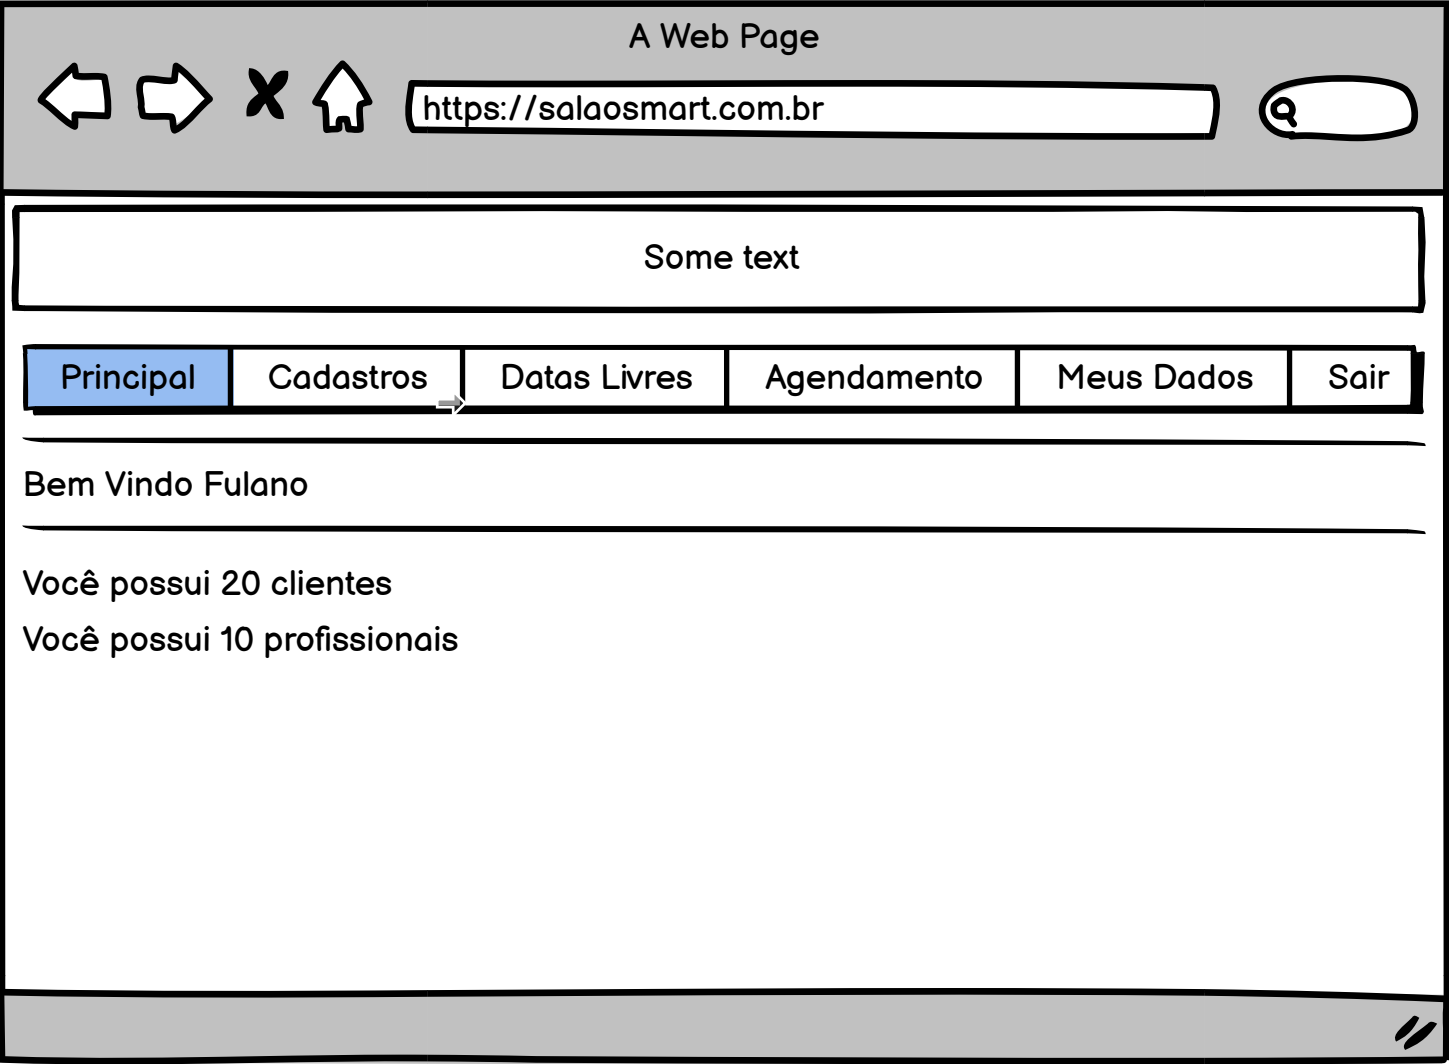 A Web Page
https://salaosmart.com.br
Some text
Principal Cadastros Datas Livres Agendamento Meus Dados Sair
Bem Vindo Fulano
Você possui 20 clientes
Você possui 10 profissionais